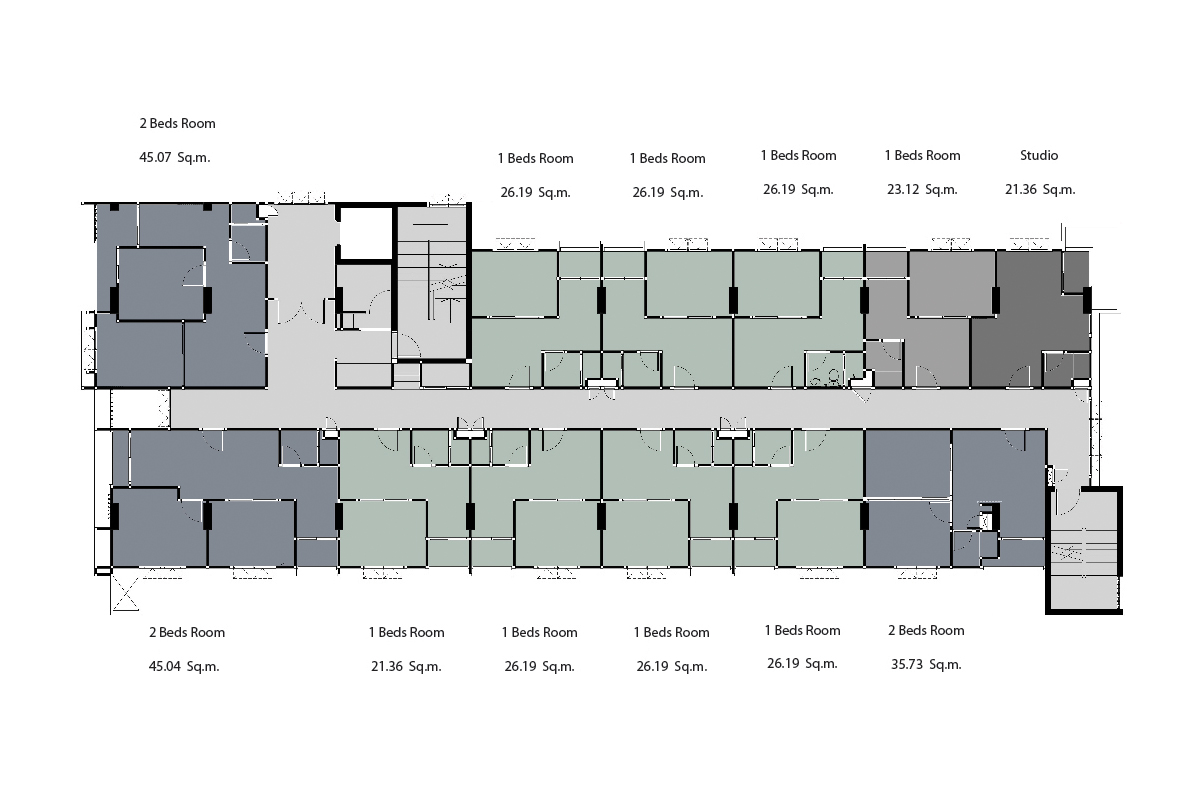 2 Beds Room
45.07 Sq.m.
1 Beds Room
26.19 Sq.m.
1 Beds Room
26.19 Sq.m.
1 Beds Room
26.19 Sq.m.
1 Beds Room
23.12 Sq.m.
Studio
21.36 Sq.m.
2 Beds Room
45.04 Sq.m.
1 Beds Room
21.36 Sq.m.
1 Beds Room
26.19 Sq.m.
1 Beds Room
26.19 Sq.m.
1 Beds Room
26.19 Sq.m.
2 Beds Room
35.73 Sq.m.